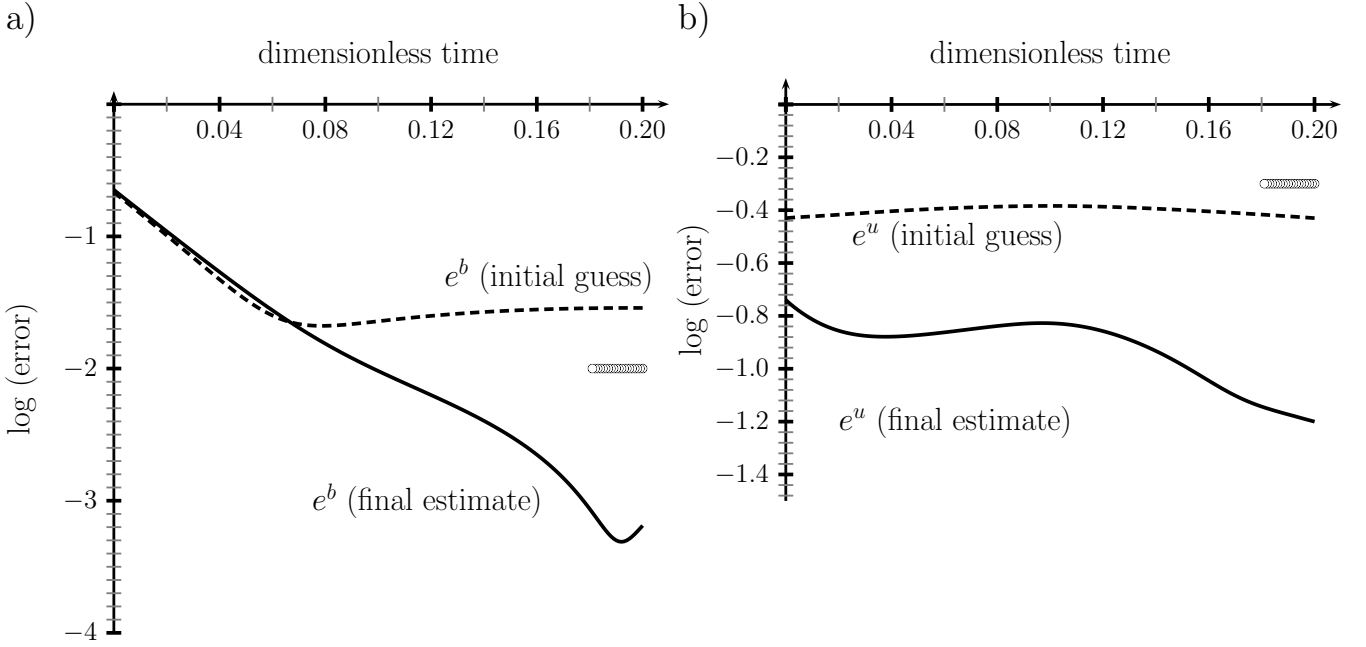 a)
dimensionless time
0.04 0.08 0.12 0.16 0.20
−1
−2
−3
−4
log (error)
e^b (initial guess)
e^b (final estimate)
b)
dimensionless time
0.04 0.08 0.12 0.16 0.20
−0.2
−0.4
−0.6
−0.8
−1.0
−1.2
−1.4
log (error)
e^u (initial guess)
e^u (final estimate)